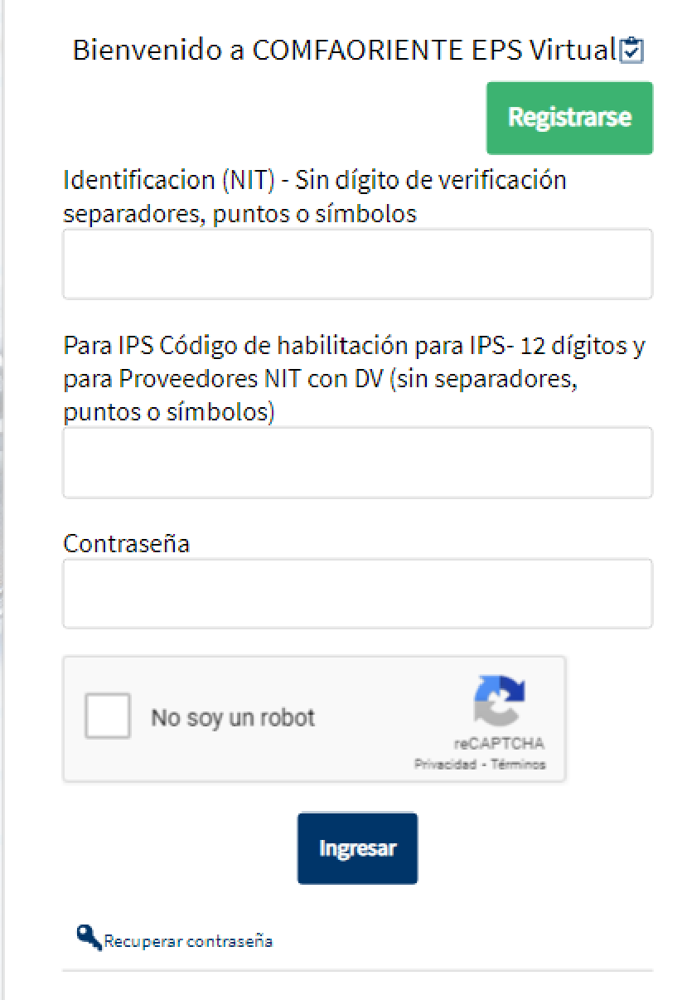 Bienvenido a COMFAORIENTE EPS Virtual
Registrarse
Identificacion (NIT) - Sin dígito de verificación
separadores, puntos o símbolos
Para IPS Código de habilitación para IPS- 12 dígitos y
para Proveedores NIT con DV (sin separadores,
puntos o símbolos)
Contraseña
No soy un robot
reCAPTCHA
Privacidad - Términos
Ingresar
Recuperar contraseña